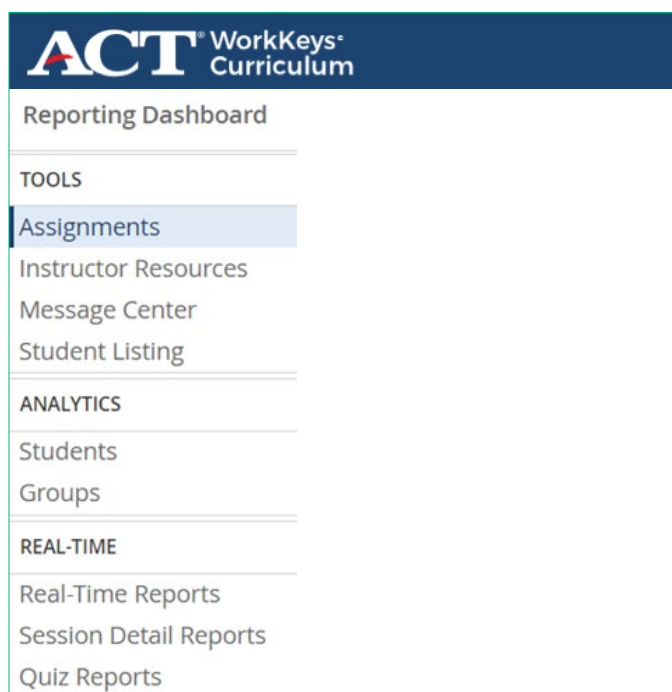 ACT® WorkKeys®
Curriculum
Reporting Dashboard
TOOLS
Assignments
Instructor Resources
Message Center
Student Listing
ANALYTICS
Students
Groups
REAL-TIME
Real-Time Reports
Session Detail Reports
Quiz Reports